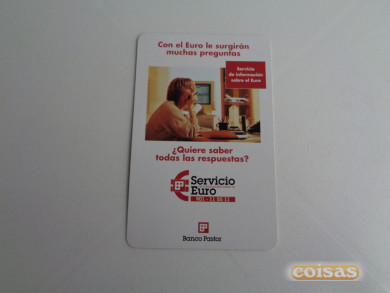 Con el Euro le surgirán
muchas preguntas
Servicio
de información
sobre el Euro
¿Quiere saber
todas las respuestas?
Servicio
Euro
Banco Pastor
coisas